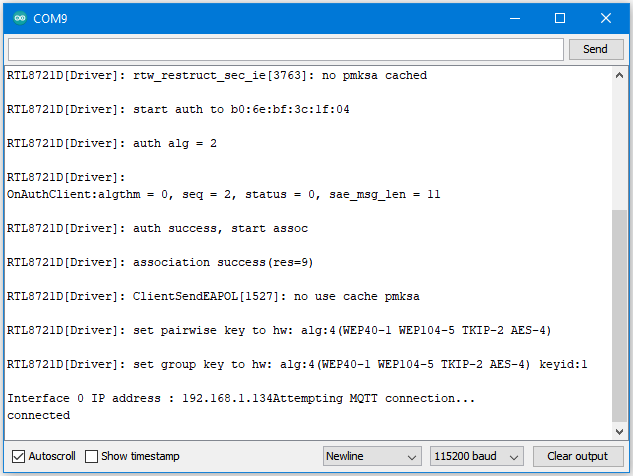 COM9
Send
RTL8721D[Driver]: rtw_restruct_sec_ie[3763]: no pmksa cached
RTL8721D[Driver]: start auth to b0:6e:bf:3c:1f:04
RTL8721D[Driver]: auth alg = 2
RTL8721D[Driver]:
OnAuthClient:algthm = 0, seq = 2, status = 0, sae_msg_len = 11
RTL8721D[Driver]: auth success, start assoc
RTL8721D[Driver]: association success(res=9)
RTL8721D[Driver]: ClientSendEAPOL[1527]: no use cache pmksa
RTL8721D[Driver]: set pairwise key to hw: alg:4(WEP40-1 WEP104-5 TKIP-2 AES-4)
RTL8721D[Driver]: set group key to hw: alg:4(WEP40-1 WEP104-5 TKIP-2 AES-4) keyid:1
Interface 0 IP address : 192.168.1.134Attempting MQTT connection...
connected
Autoscroll Show timestamp Newline 115200 baud Clear output